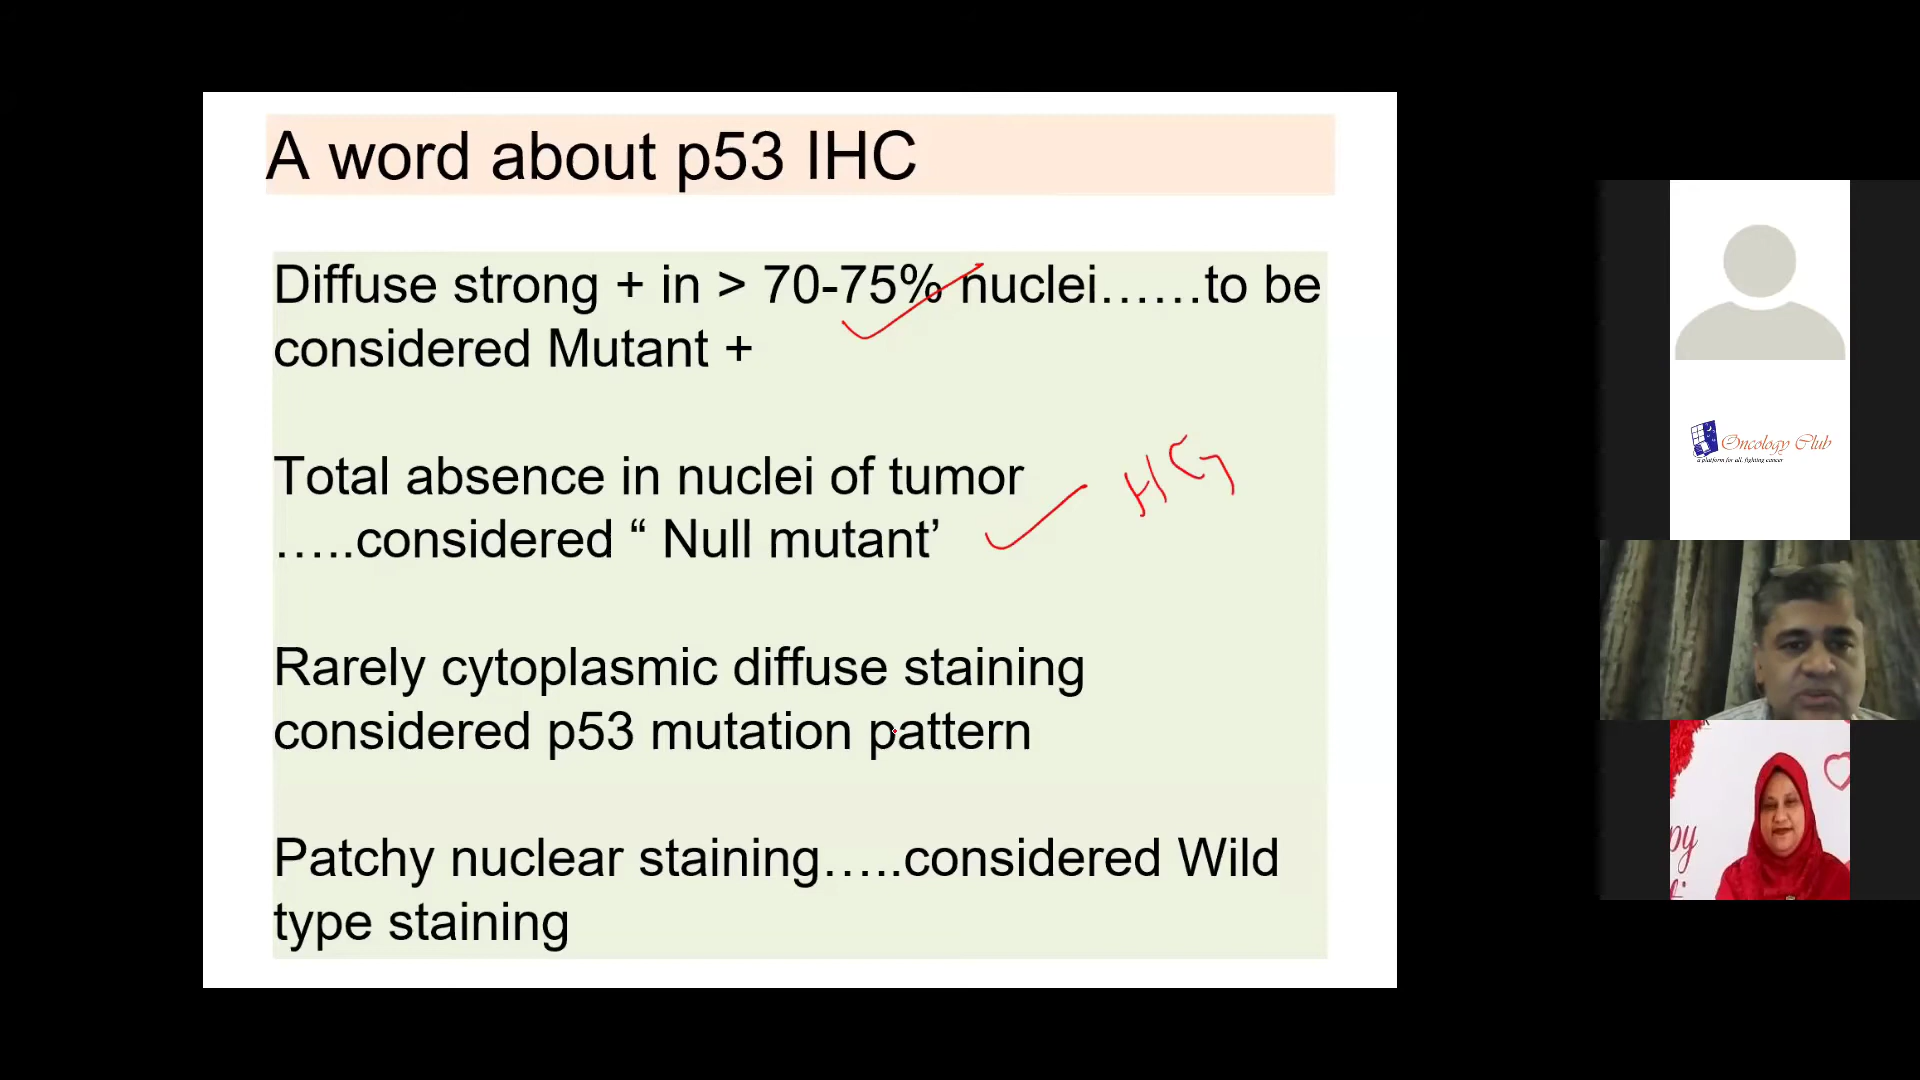 A word about p53 IHC
Diffuse strong + in > 70-75% nuclei……to be
considered Mutant +
Total absence in nuclei of tumor
…..considered “ Null mutant’
HG
Rarely cytoplasmic diffuse staining
considered p53 mutation pattern
Patchy nuclear staining…..considered Wild
type staining
Oncology Club
a platform for all, fighting cancer
py